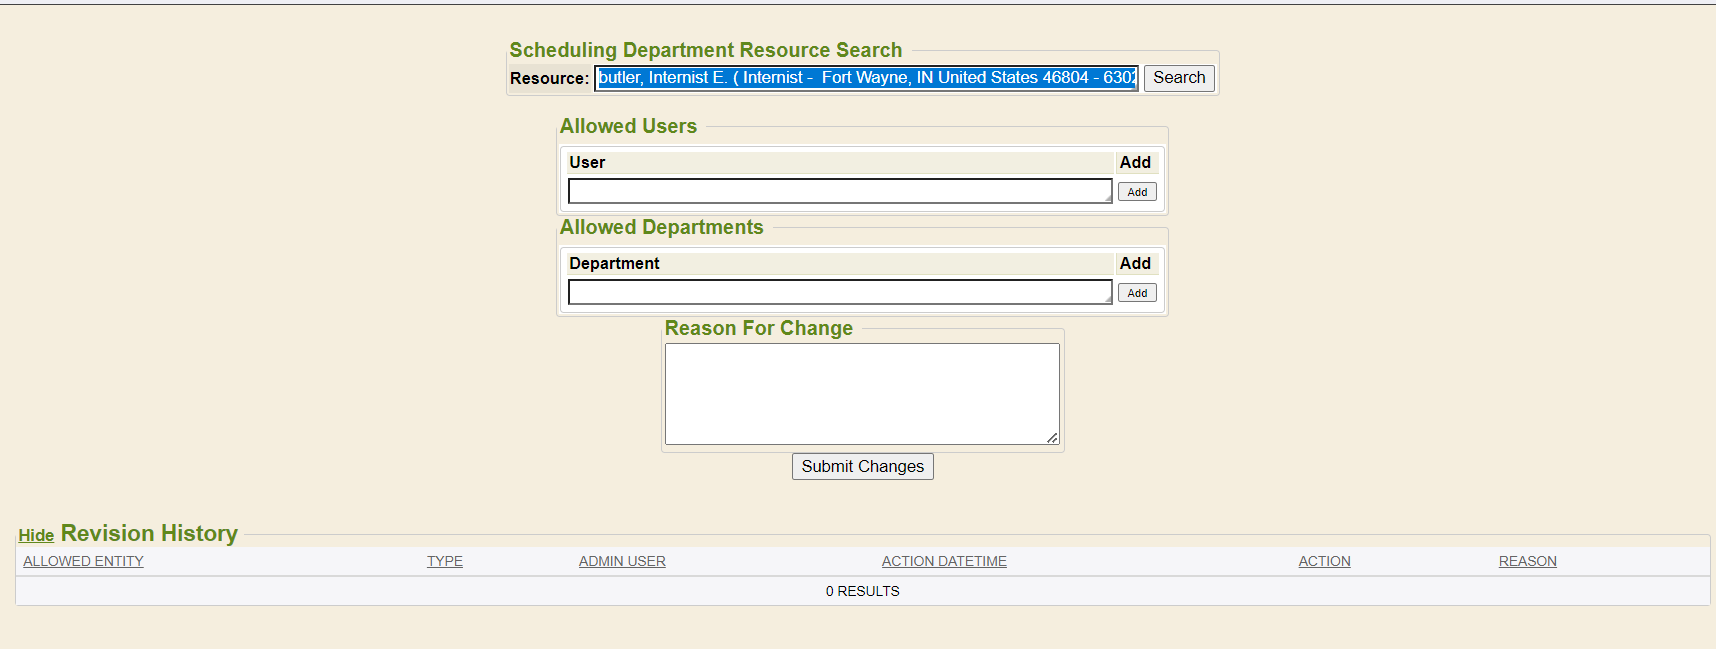 Scheduling Department Resource Search
Resource: butler, Internist E. ( Internist - Fort Wayne, IN United States 46804 - 6302 Search
Allowed Users
User Add
Add
Allowed Departments
Department Add
Add
Reason For Change
Submit Changes
Hide Revision History
ALLOWED ENTITY TYPE ADMIN USER ACTION DATETIME ACTION REASON
0 RESULTS